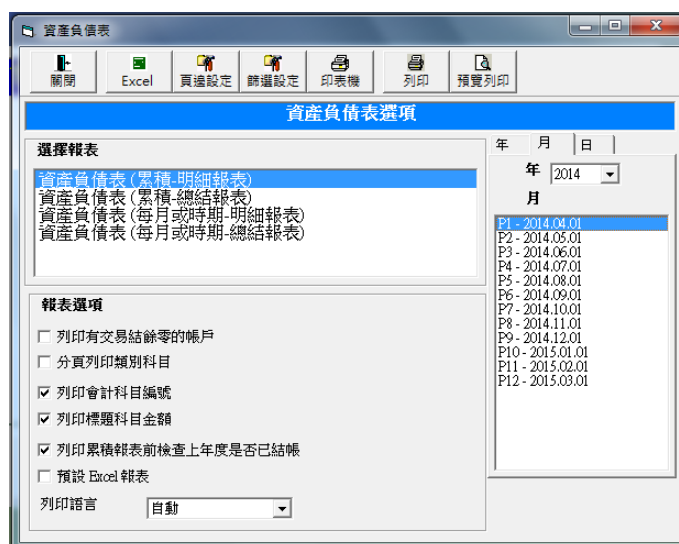 資產負債表
關閉
Excel
頁邊設定
篩選設定
印表機
列印
預覽列印
資產負債表選項
選擇報表
資產負債表 (累積-明細報表)
資產負債表 (累積-總結報表)
資產負債表 (每月或時期-明細報表)
資產負債表 (每月或時期-總結報表)
報表選項
列印有交易結餘零的帳戶
分頁列印類別科目
列印會計科目編號
列印標題科目金額
列印累積報表前檢查上年度是否已結帳
預設 Excel 報表
列印語言 自動
年 月 日
年 2014
月
P1 - 2014.04.01
P2 - 2014.05.01
P3 - 2014.06.01
P4 - 2014.07.01
P5 - 2014.08.01
P6 - 2014.09.01
P7 - 2014.10.01
P8 - 2014.11.01
P9 - 2014.12.01
P10 - 2015.01.01
P11 - 2015.02.01
P12 - 2015.03.01